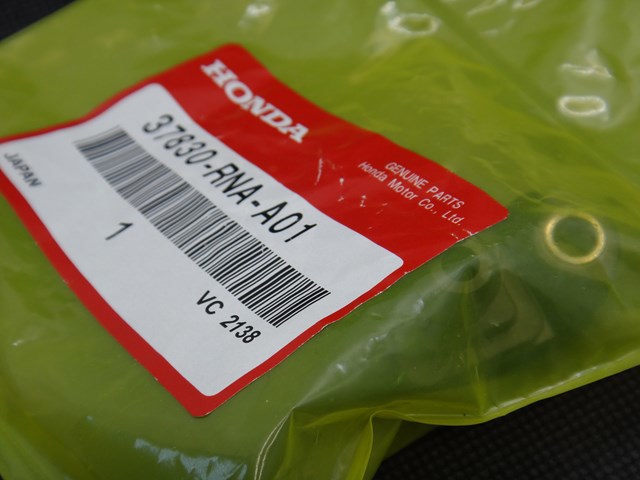 HONDA
GENUINE PARTS
Honda Motor Co., Ltd.
37830-RNA-A01
JAPAN
1
VC 2138